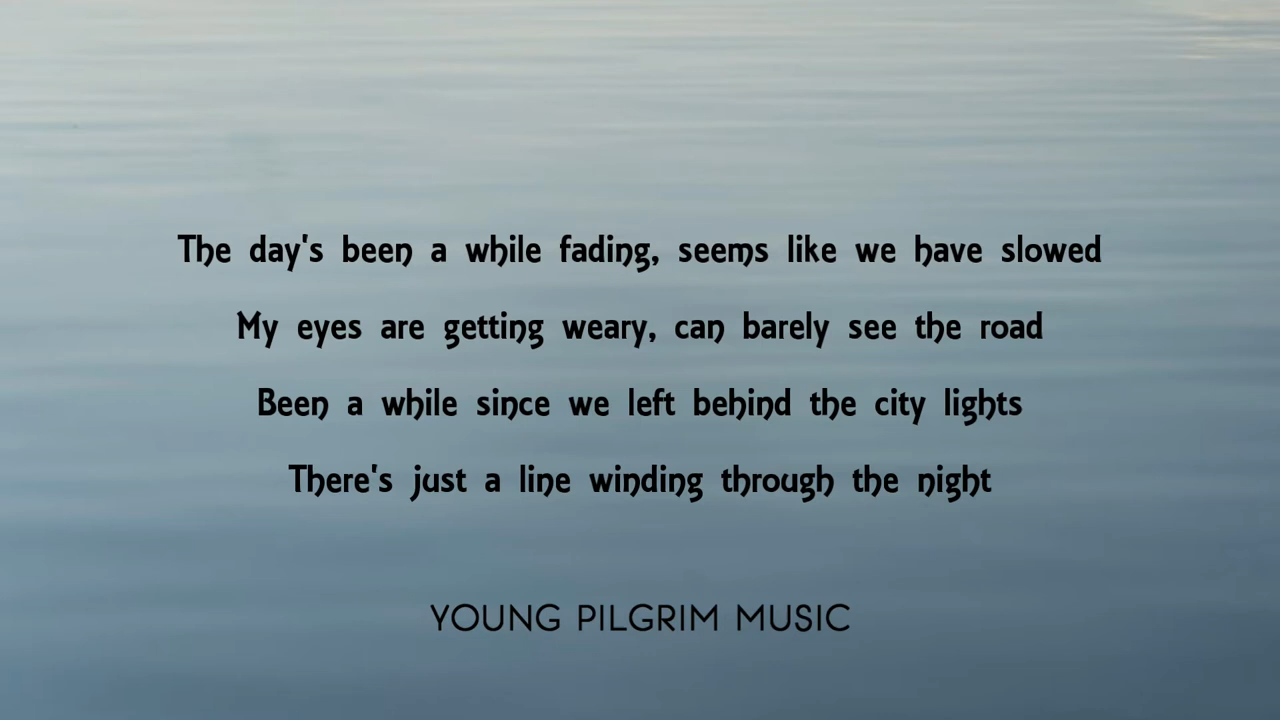 The day's been a while fading, seems like we have slowed
My eyes are getting weary, can barely see the road
Been a while since we left behind the city lights
There's just a line winding through the night
YOUNG PILGRIM MUSIC